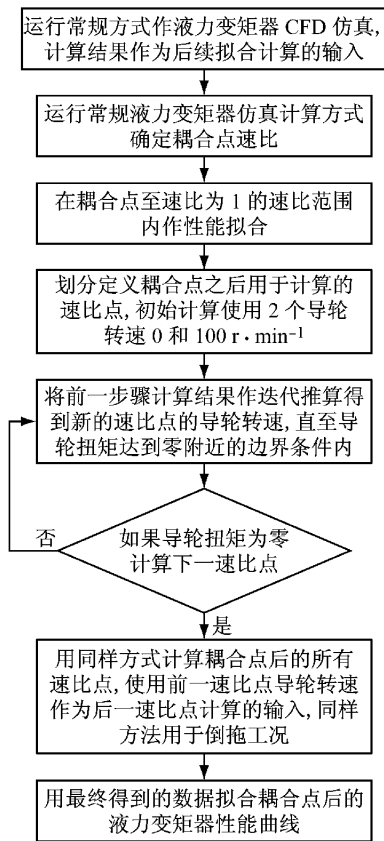 运行常规方式作液力变矩器 CFD 仿真,
计算结果作为后续拟合计算的输入
运行常规液力变矩器仿真计算方式
确定耦合点速比
在耦合点至速比为 1 的速比范围
内作性能拟合
划分定义耦合点之后用于计算的
速比点, 初始计算使用 2 个导轮
转速 0 和 100 r·min⁻¹
将前一步骤计算结果作迭代推算得
到新的速比点的导轮转速, 直至导
轮扭矩达到零附近的边界条件内
否
如果导轮扭矩为零
计算下一速比点
是
用同样方式计算耦合点后的所有
速比点, 使用前一速比点导轮转速
作为后一速比点计算的输入, 同样
方法用于倒拖工况
用最终得到的数据拟合耦合点后的
液力变矩器性能曲线